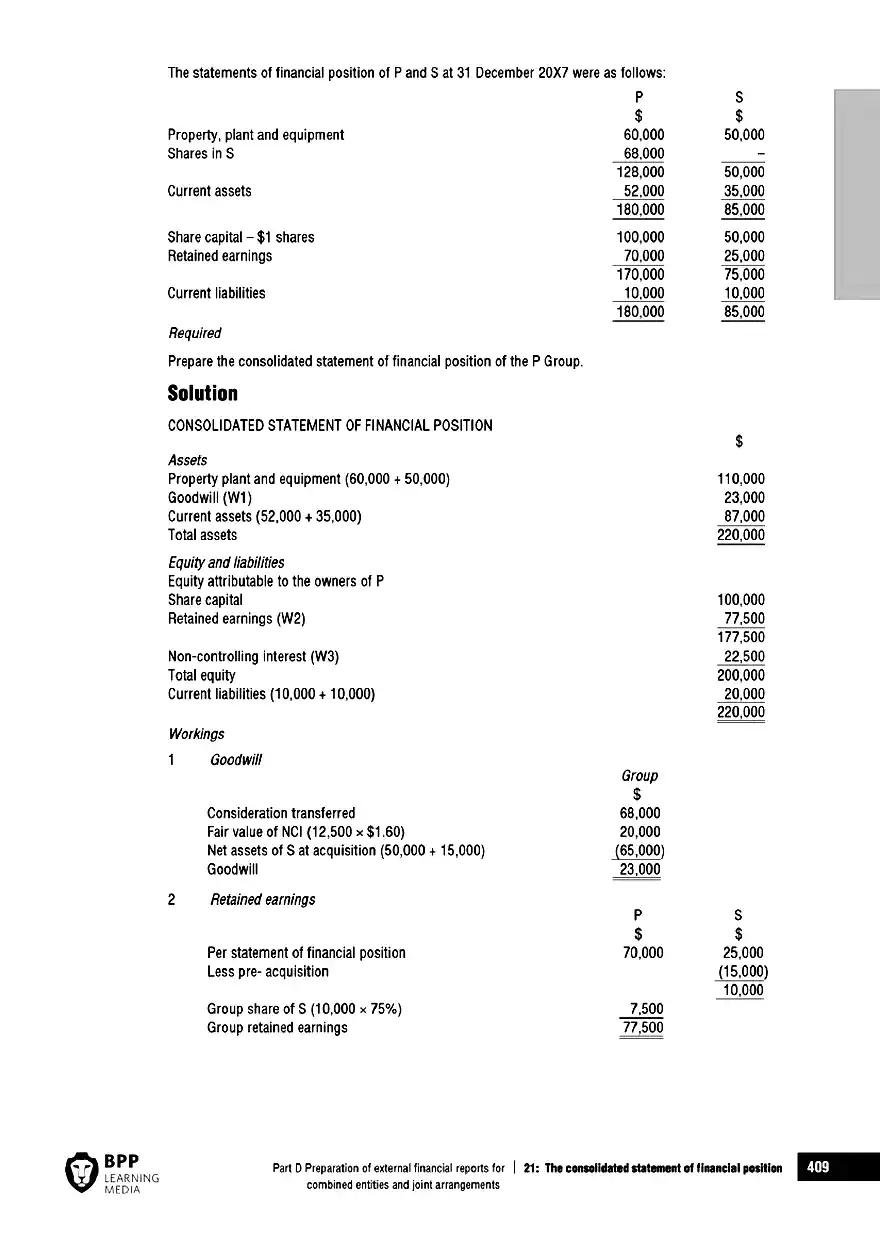 The statements of financial position of P and S at 31 December 20X7 were as follows:
P S
$ $
Property, plant and equipment 60,000 50,000
Shares in S 68,000 –
128,000 50,000
Current assets 52,000 35,000
180,000 85,000
Share capital – $1 shares 100,000 50,000
Retained earnings 70,000 25,000
170,000 75,000
Current liabilities 10,000 10,000
180,000 85,000
Required
Prepare the consolidated statement of financial position of the P Group.
Solution
CONSOLIDATED STATEMENT OF FINANCIAL POSITION
$
Assets
Property plant and equipment (60,000 + 50,000) 110,000
Goodwill (W1) 23,000
Current assets (52,000 + 35,000) 87,000
Total assets 220,000
Equity and liabilities
Equity attributable to the owners of P
Share capital 100,000
Retained earnings (W2) 77,500
177,500
Non-controlling interest (W3) 22,500
Total equity 200,000
Current liabilities (10,000 + 10,000) 20,000
220,000
Workings
1 Goodwill
Group
$
Consideration transferred 68,000
Fair value of NCI (12,500 × $1.60) 20,000
Net assets of S at acquisition (50,000 + 15,000) (65,000)
Goodwill 23,000
2 Retained earnings
P S
$ $
Per statement of financial position 70,000 25,000
Less pre- acquisition (15,000)
10,000
Group share of S (10,000 × 75%) 7,500
Group retained earnings 77,500
BPP
LEARNING
MEDIA
Part D Preparation of external financial reports for | 21: The consolidated statement of financial position 409
combined entities and joint arrangements